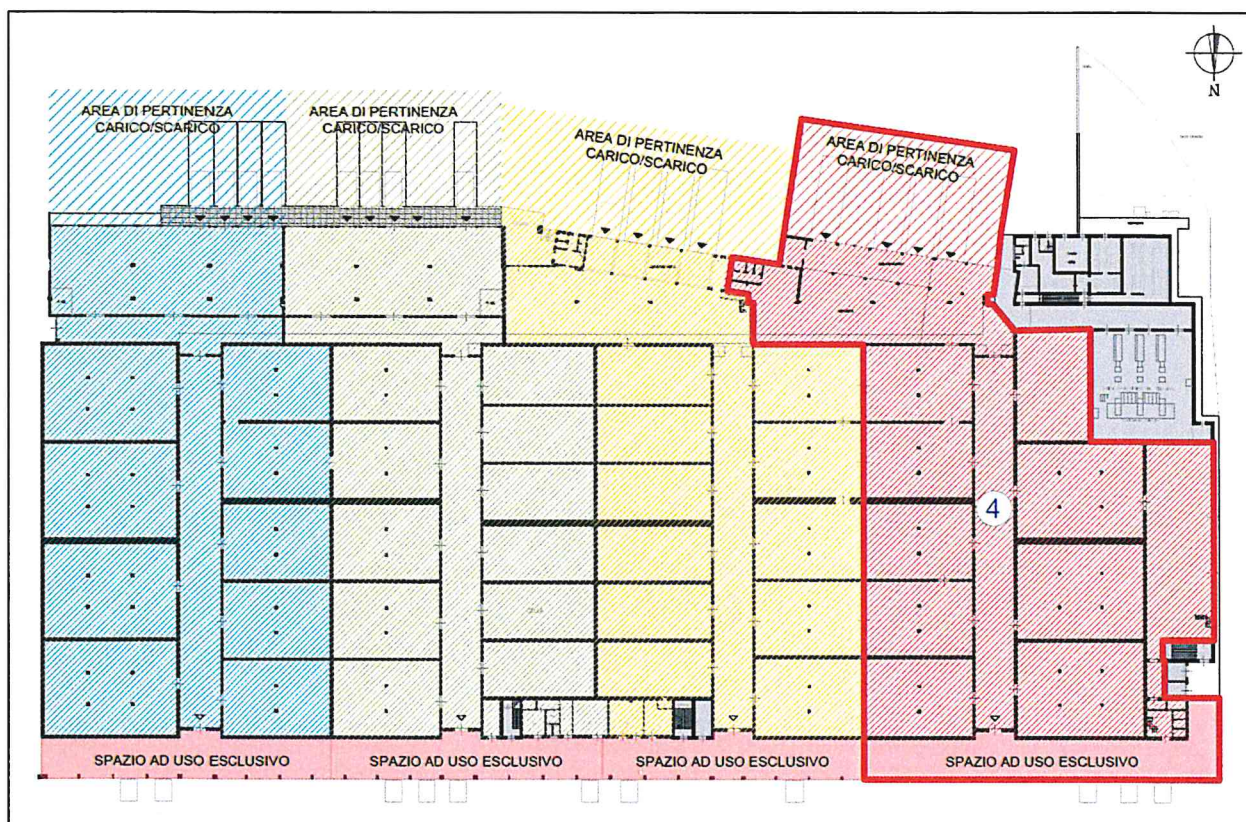 N
AREA DI PERTINENZA
CARICO/SCARICO
AREA DI PERTINENZA
CARICO/SCARICO
AREA DI PERTINENZA
CARICO/SCARICO
AREA DI PERTINENZA
CARICO/SCARICO
4
SPAZIO AD USO ESCLUSIVO
SPAZIO AD USO ESCLUSIVO
SPAZIO AD USO ESCLUSIVO
SPAZIO AD USO ESCLUSIVO